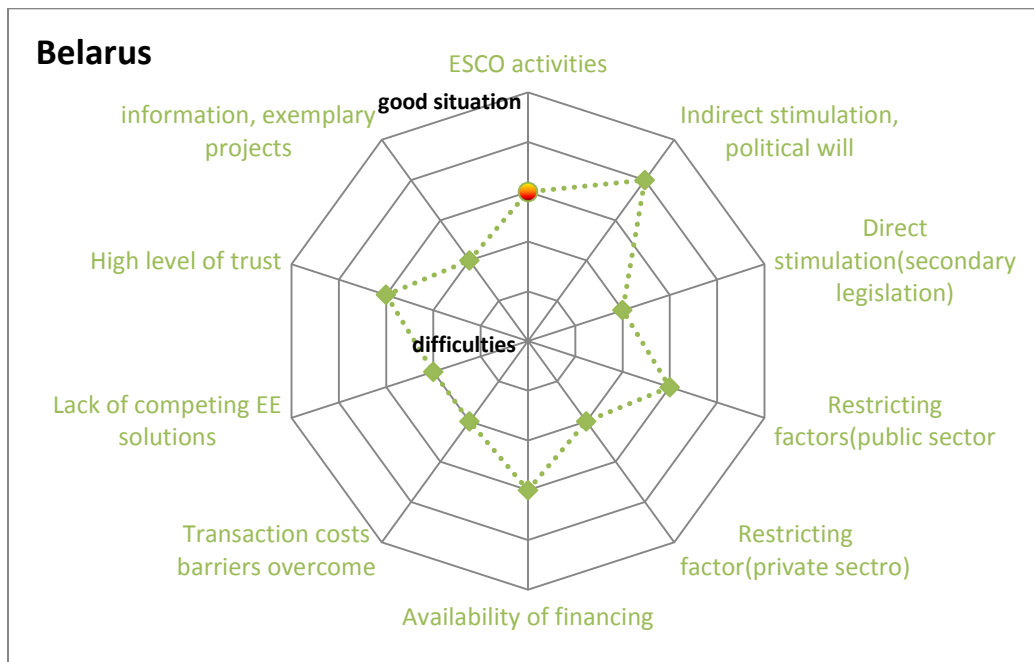 Belarus
ESCO activities
good situation
information, exemplary
projects
Indirect stimulation,
political will
High level of trust
Direct
stimulation(secondary
legislation)
difficulties
Lack of competing EE
solutions
Restricting
factors(public sector
Transaction costs
barriers overcome
Restricting
factor(private sectro)
Availability of financing